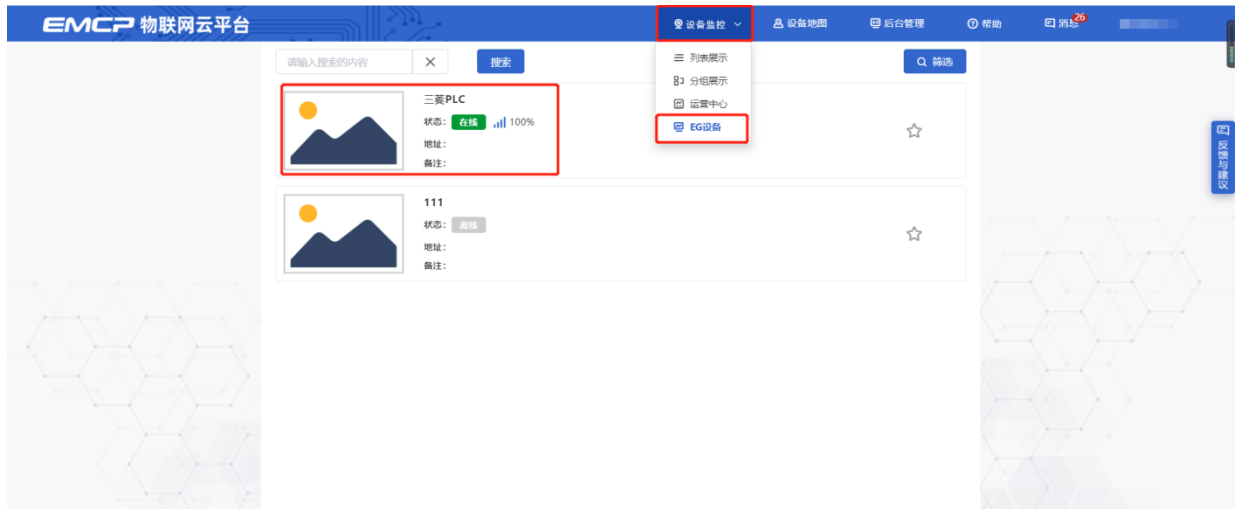 EMCP 物联网云平台
设备监控
设备地图
后台管理
帮助
消息
26
请输入搜索的内容
搜索
列表展示
分组展示
运营中心
EG设备
筛选
三菱PLC
状态： 在线 100%
地址：
备注：
111
状态： 离线
地址：
备注：
反馈与建议